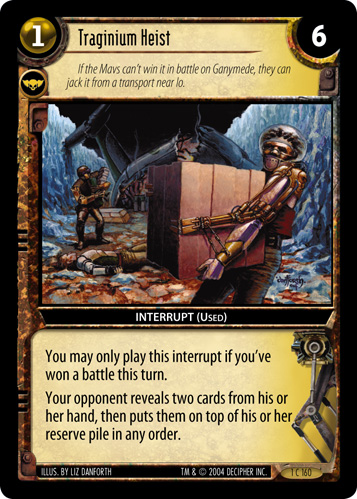 1
Traginium Heist
6
If the Mavs can't win it in battle on Ganymede, they can
jack it from a transport near Io.
INTERRUPT (USED)
You may only play this interrupt if you've
won a battle this turn.
Your opponent reveals two cards from his or
her hand, then puts them on top of his or her
reserve pile in any order.
ILLUS. BY LIZ DANFORTH
TM & © 2004 DECIPHER INC.
1 C 160